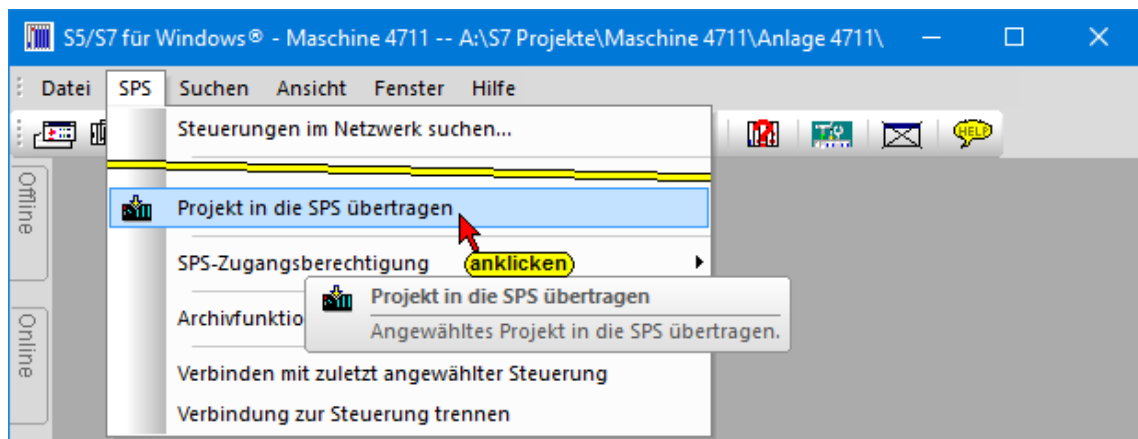 S5/S7 für Windows® - Maschine 4711 -- A:\S7 Projekte\Maschine 4711\Anlage 4711\
Datei SPS Suchen Ansicht Fenster Hilfe
Steuerungen im Netzwerk suchen...
HELP
Offline
Projekt in die SPS übertragen
SPS-Zugangsberechtigung
anklicken
Projekt in die SPS übertragen
Archivfunktio
Angewähltes Projekt in die SPS übertragen.
Online
Verbinden mit zuletzt angewählter Steuerung
Verbindung zur Steuerung trennen